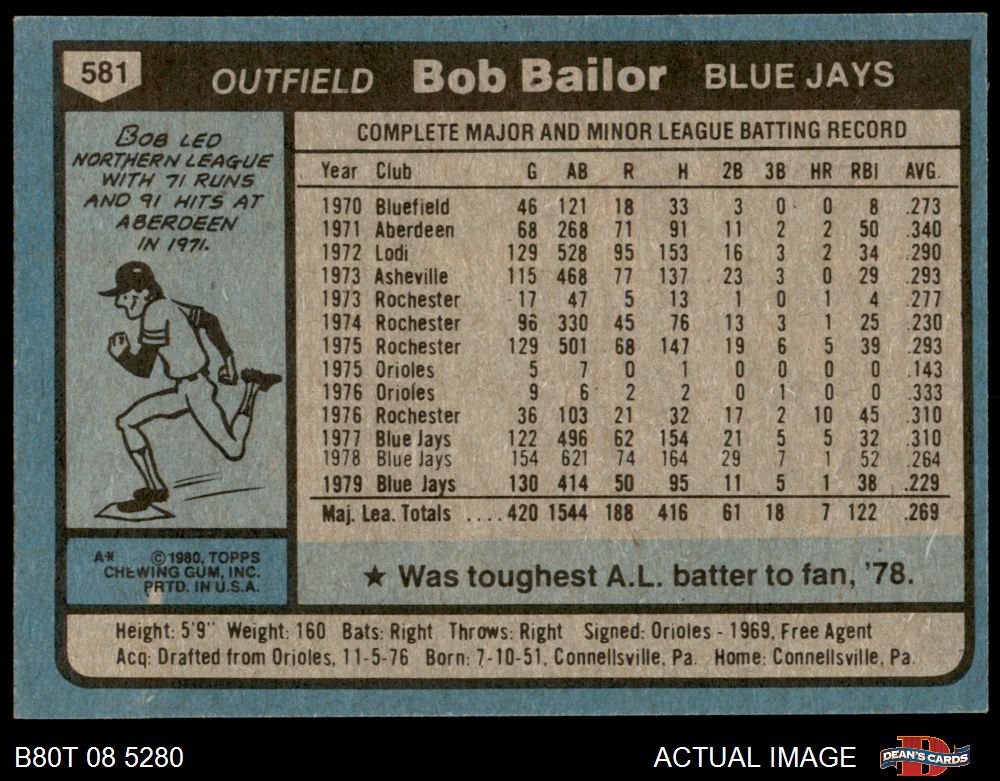 581 OUTFIELD Bob Bailor BLUE JAYS
BOB LED
NORTHERN LEAGUE
WITH 71 RUNS
AND 91 HITS AT
ABERDEEN
IN 1971.
COMPLETE MAJOR AND MINOR LEAGUE BATTING RECORD
Year Club G AB R H 2B 3B HR RBI AVG.
1970 Bluefield 46 121 18 33 3 0 0 8 .273
1971 Aberdeen 68 268 71 91 11 2 2 50 .340
1972 Lodi 129 528 95 153 16 3 2 34 .290
1973 Asheville 115 468 77 137 23 3 0 29 .293
1973 Rochester 17 47 5 13 1 0 1 4 .277
1974 Rochester 96 330 45 76 13 3 1 25 .230
1975 Rochester 129 501 68 147 19 6 5 39 .293
1975 Orioles 5 7 0 1 0 0 0 0 .143
1976 Orioles 9 6 2 2 0 1 0 0 .333
1976 Rochester 36 103 21 32 17 2 10 45 .310
1977 Blue Jays 122 496 62 154 21 5 5 32 .310
1978 Blue Jays 154 621 74 164 29 7 1 52 .264
1979 Blue Jays 130 414 50 95 11 5 1 38 .229
Maj. Lea. Totals ....420 1544 188 416 61 18 7 122 .269
A* ©1980, TOPPS
CHEWING GUM, INC.
PRTD. IN U.S.A.
★ Was toughest A.L. batter to fan, '78.
Height: 5'9" Weight: 160 Bats: Right Throws: Right Signed: Orioles - 1969, Free Agent
Acq: Drafted from Orioles, 11-5-76 Born: 7-10-51, Connellsville, Pa. Home: Connellsville, Pa.
B80T 08 5280 ACTUAL IMAGE DEAN'S CARDS